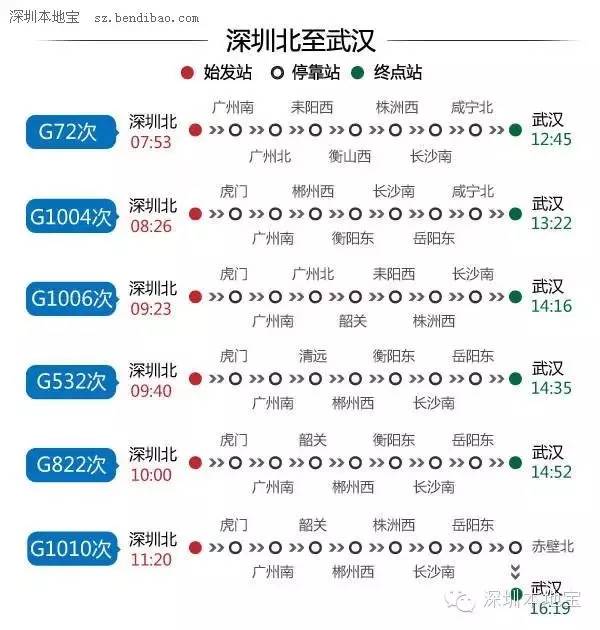 深圳本地宝 sz.bendibao.com
深圳北至武汉
始发站 停靠站 终点站
广州南 耒阳西 株洲西 咸宁北
G72次 深圳北 武汉
07:53 12:45
广州北 衡山西 长沙南
虎门 郴州西 长沙南 咸宁北
G1004次 深圳北 武汉
08:26 13:22
广州南 衡阳东 岳阳东
虎门 广州北 耒阳西 长沙南
G1006次 深圳北 武汉
09:23 14:16
广州南 韶关 株洲西
虎门 清远 衡阳东 岳阳东
G532次 深圳北 武汉
09:40 14:35
广州南 郴州西 长沙南
虎门 韶关 衡阳东 岳阳东
G822次 深圳北 武汉
10:00 14:52
广州南 郴州西 长沙南
虎门 韶关 株洲西 岳阳东
G1010次 深圳北 赤壁北
11:20
广州南 郴州西 长沙南
武汉
16:19
深圳本地宝